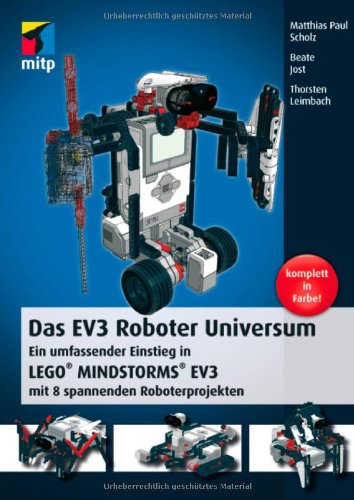 Urheberrechtlich geschütztes Material
mitp
Matthias Paul
Scholz
Beate
Jost
Thorsten
Leimbach
komplett
in
Farbe!
Das EV3 Roboter Universum
Ein umfassender Einstieg in
LEGO® MINDSTORMS® EV3
mit 8 spannenden Roboterprojekten
Urheberrechtlich geschütztes Material